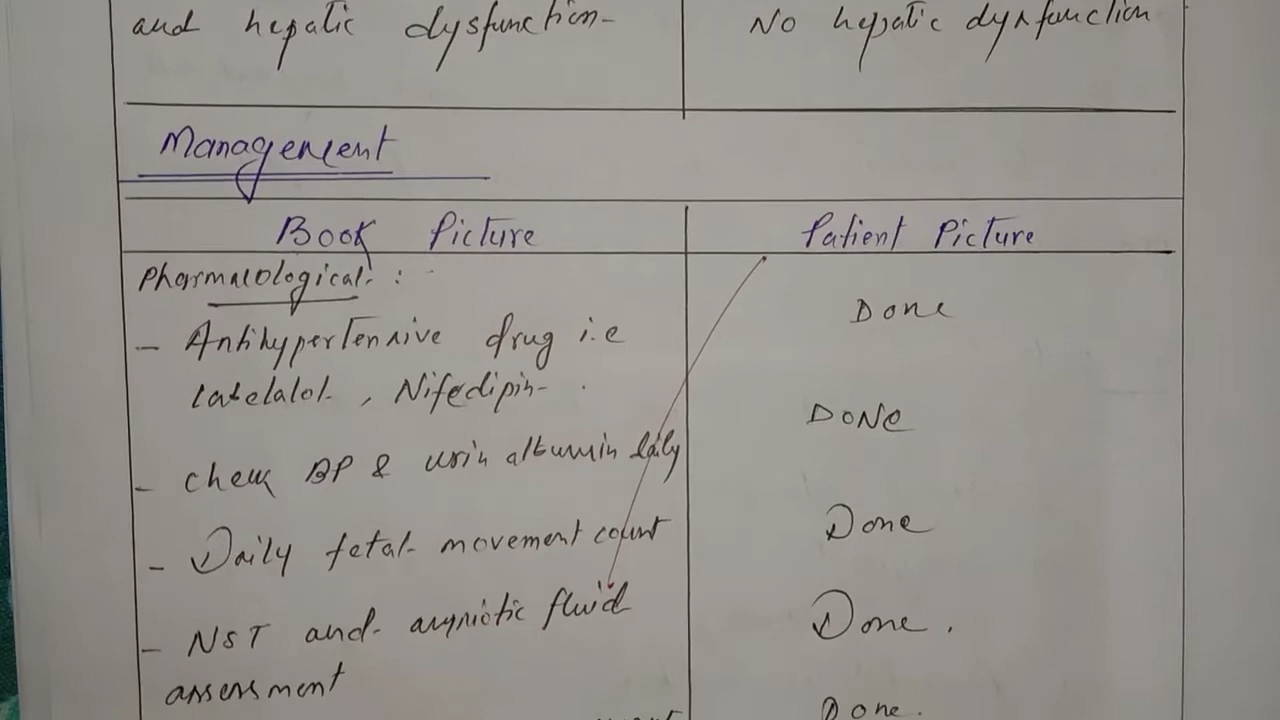 and hepatic dysfunction-
No hepatic dysfunction
Management
Book Picture
Patient Picture
Pharmacological :
Done
- Antihypertensive drug i.e
labetalol , Nifedipin-
DONE
- check BP & urin albumin daily
- Daily fetal movement count
Done
- NST and amniotic fluid
assessment
Done.
Done.